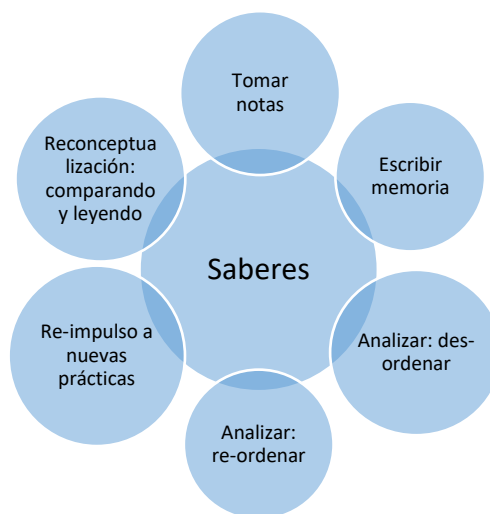 Tomar
notas
Escribir
memoria
Analizar: des-
ordenar
Analizar:
re-ordenar
Re-impulso a
nuevas
prácticas
Reconceptua
lización:
comparando
y leyendo
Saberes